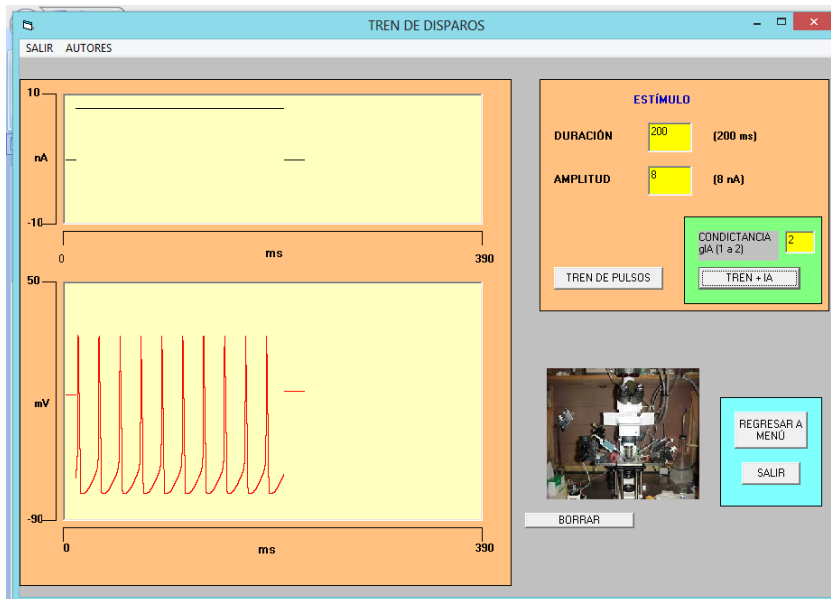 TREN DE DISPAROS
SALIR AUTORES
10
nA
-10
0 ms 390
50
mV
-90
0 ms 390
ESTÍMULO
DURACIÓN 200 (200 ms)
AMPLITUD 8 (8 nA)
CONDICTANCIA
gIA (1 a 2) 2
TREN DE PULSOS TREN + IA
REGRESAR A
MENÚ
SALIR
BORRAR